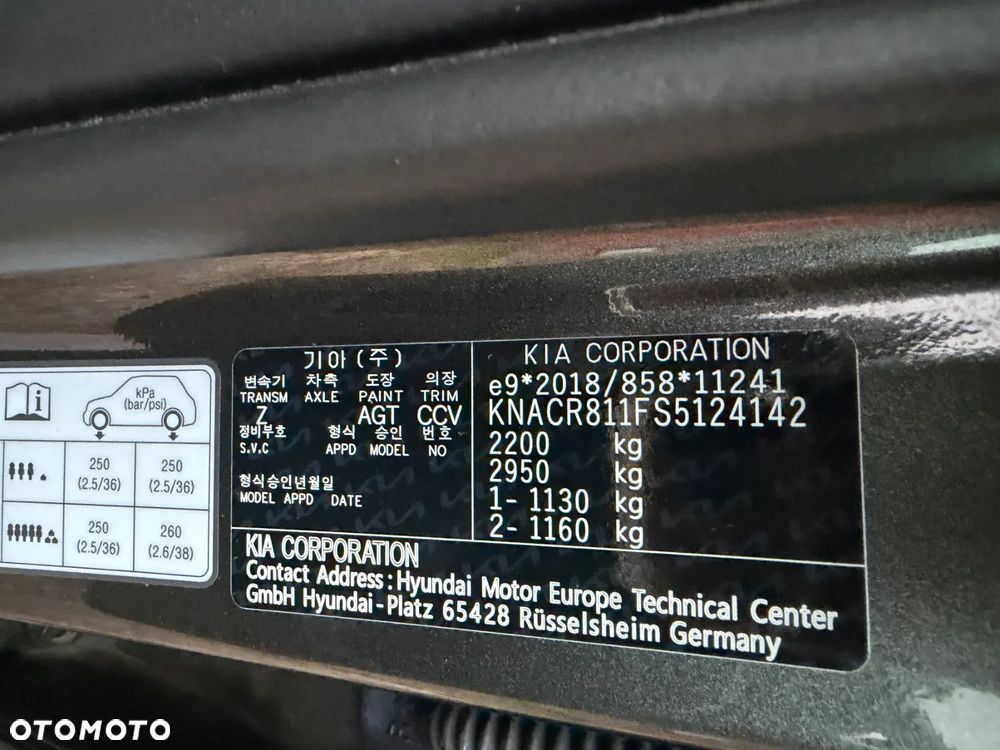 기아(주)
변속기 차축 도장 의장
TRANSM AXLE PAINT TRIM
Z AGT CCV
정비부호 형식 승인 번호
S.V.C APPD MODEL NO
형식승인년월일
MODEL APPD DATE
KIA CORPORATION
e9*2018/858*11241
KNACR811FS5124142
2200 kg
2950 kg
1- 1130 kg
2- 1160 kg
KIA CORPORATION
Contact Address : Hyundai Motor Europe Technical Center
GmbH Hyundai-Platz 65428 Rüsselsheim Germany
i
kPa
(bar/psi)
250 250
(2.5/36) (2.5/36)
250 260
(2.5/36) (2.6/38)
OTOMOTO